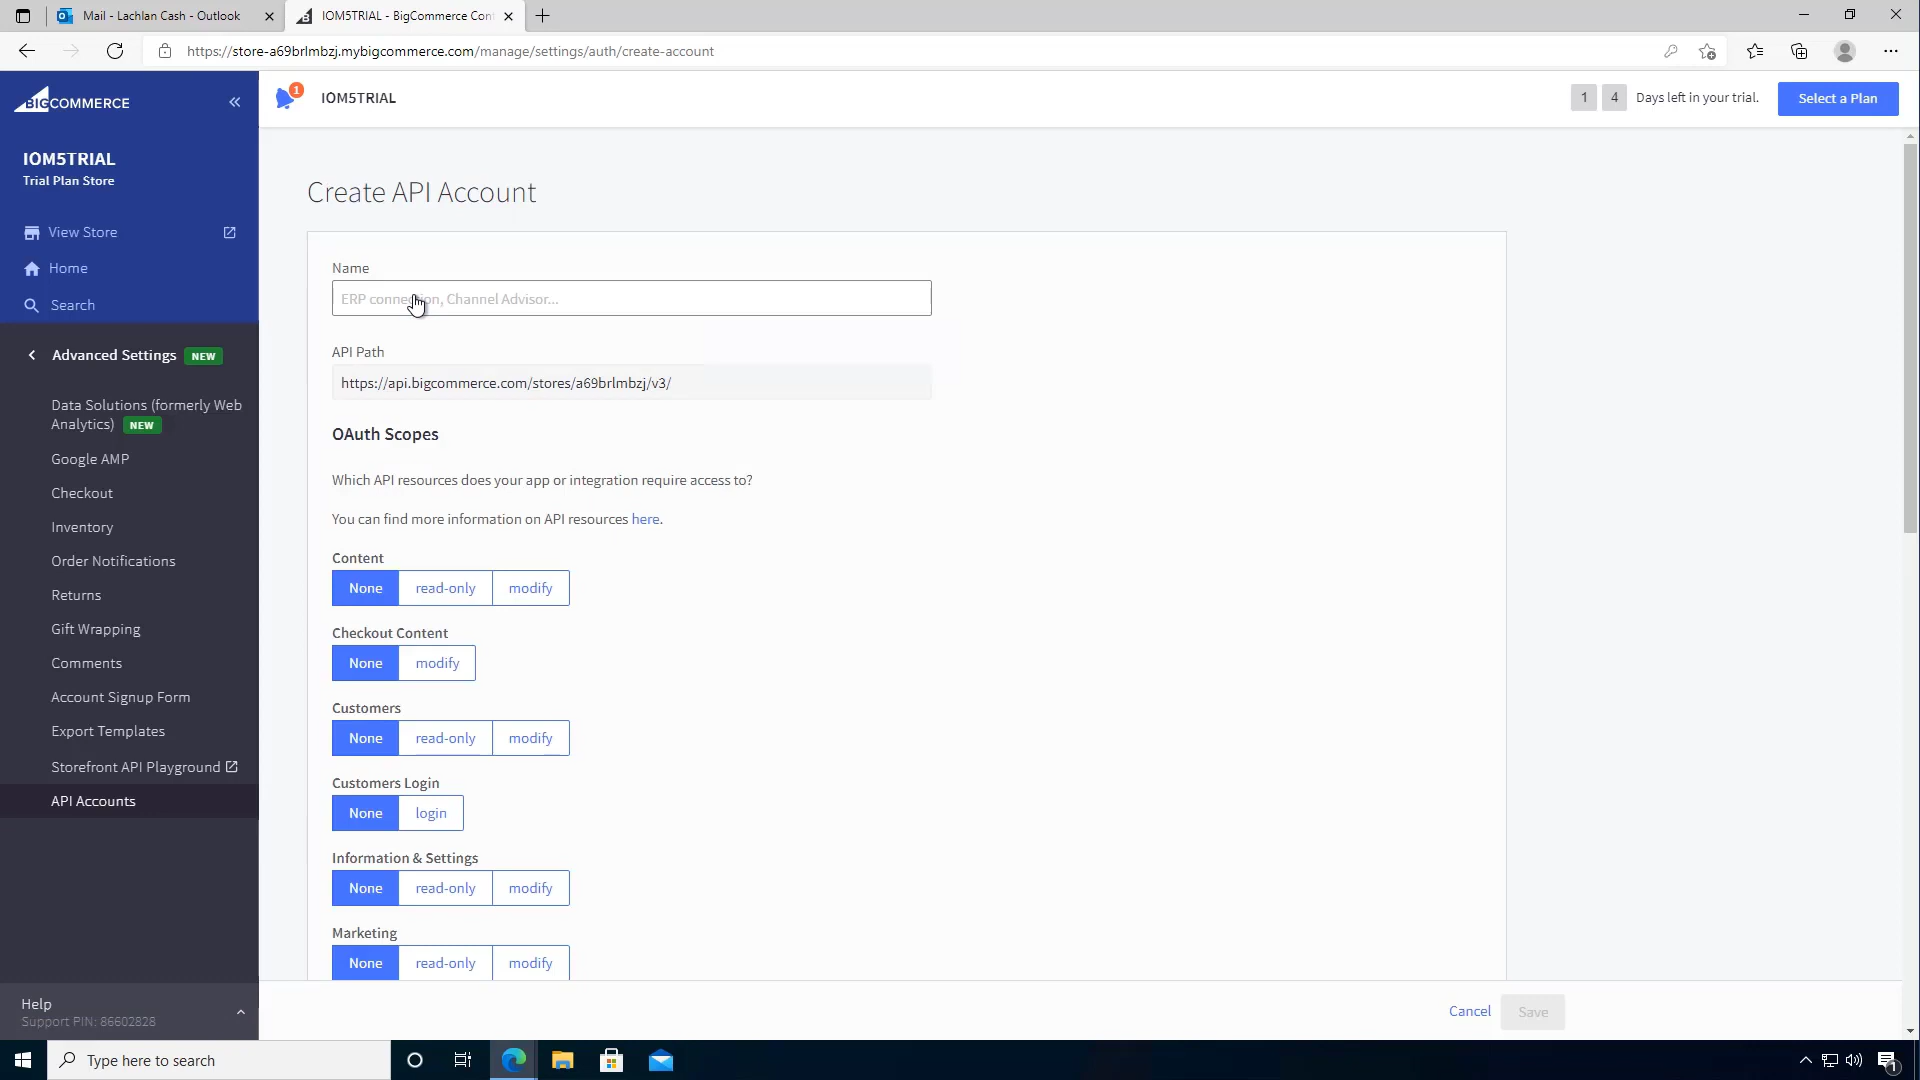 Mail - Lachlan Cash - Outlook
IOM5TRIAL - BigCommerce Con
https://store-a69brlmbzj.mybigcommerce.com/manage/settings/auth/create-account
BIGCOMMERCE
1
IOM5TRIAL
1 4 Days left in your trial.
Select a Plan
IOM5TRIAL
Trial Plan Store
View Store
Home
Search
Advanced Settings NEW
Data Solutions (formerly Web
Analytics) NEW
Google AMP
Checkout
Inventory
Order Notifications
Returns
Gift Wrapping
Comments
Account Signup Form
Export Templates
Storefront API Playground
API Accounts
Help
Support PIN: 86602828
Create API Account
Name
ERP connection, Channel Advisor...
API Path
https://api.bigcommerce.com/stores/a69brlmbzj/v3/
OAuth Scopes
Which API resources does your app or integration require access to?
You can find more information on API resources here.
Content
None read-only modify
Checkout Content
None modify
Customers
None read-only modify
Customers Login
None login
Information & Settings
None read-only modify
Marketing
None read-only modify
Cancel Save
Type here to search
1